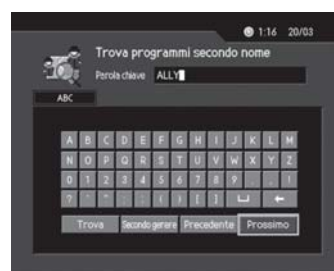 1:16 20/03
Trova programmi secondo nome
Perola chiave ALLY
ABC
A B C D E F G H I J K L M
N O P Q R S T U V W X Y Z
0 1 2 3 4 5 6 7 8 9 . !
? ( ) [ ]
Trova Secondo genere Precedente Prossimo